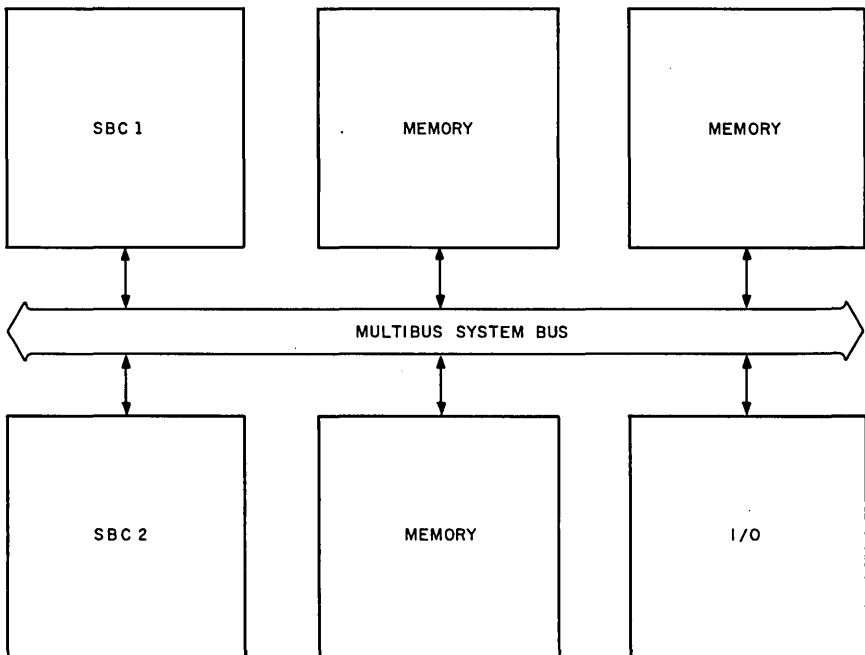 SBC 1
MEMORY
MEMORY
MULTIBUS SYSTEM BUS
SBC 2
MEMORY
I/O